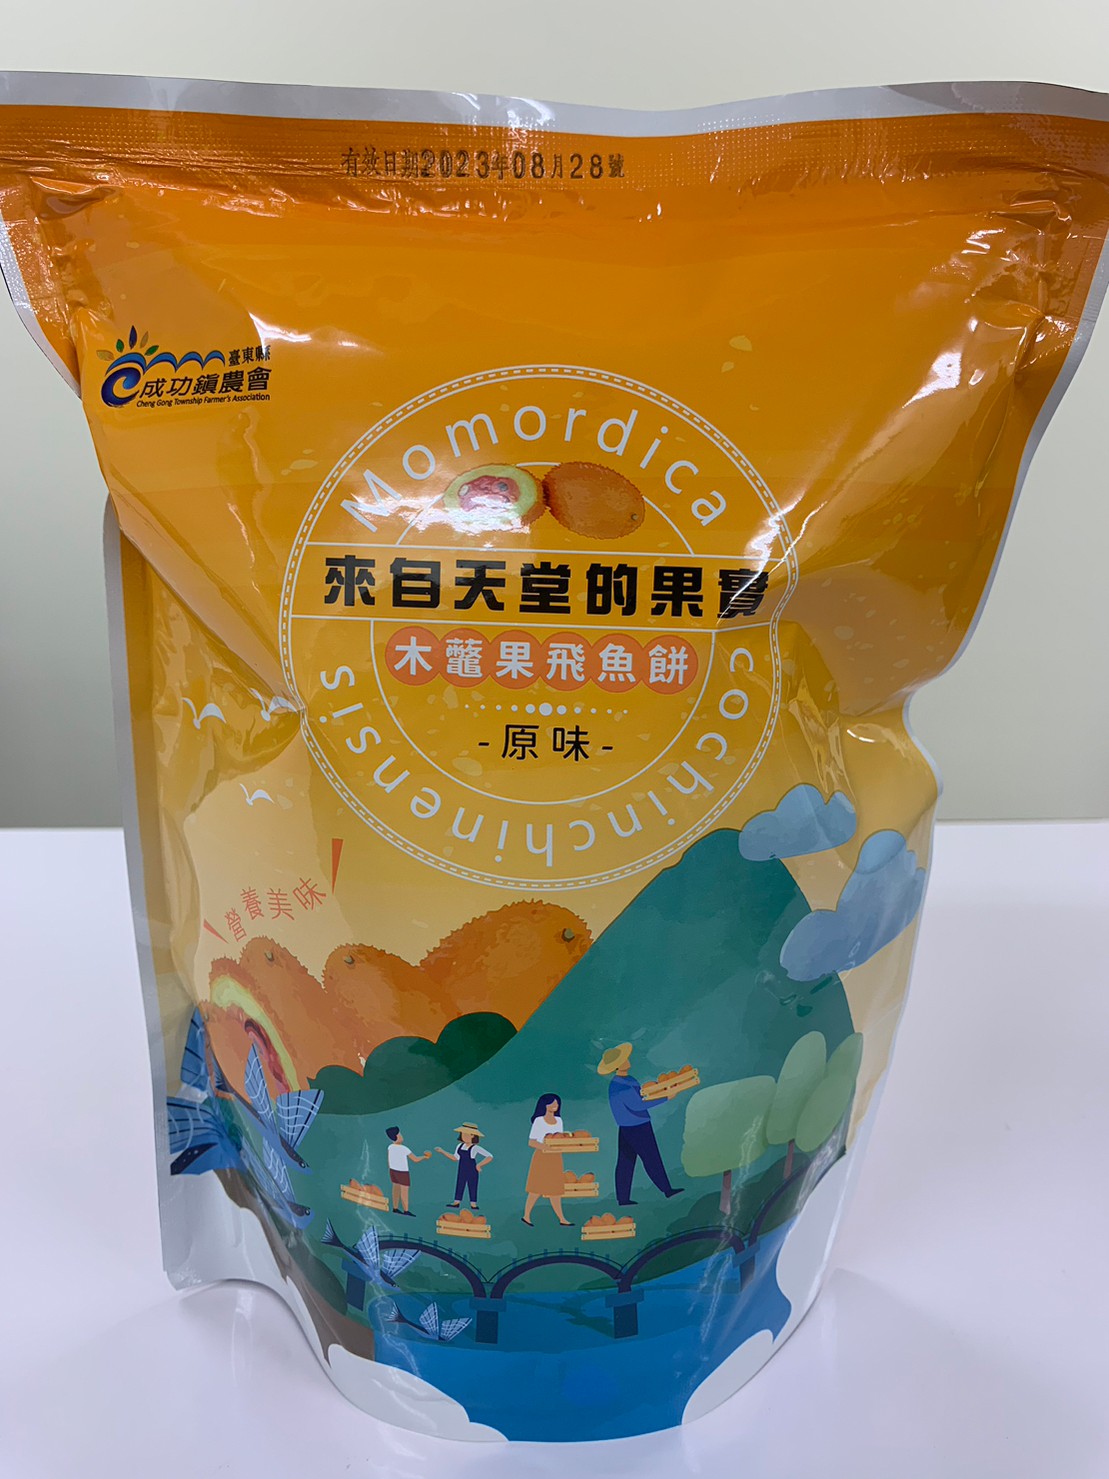 有效日期2023年08月28號
臺東縣
成功鎮農會
Cheng Gong Township Farmer's Association
Momordica
來自天堂的果實
木虌果飛魚餅
-原味-
cochinchinensis
營養美味